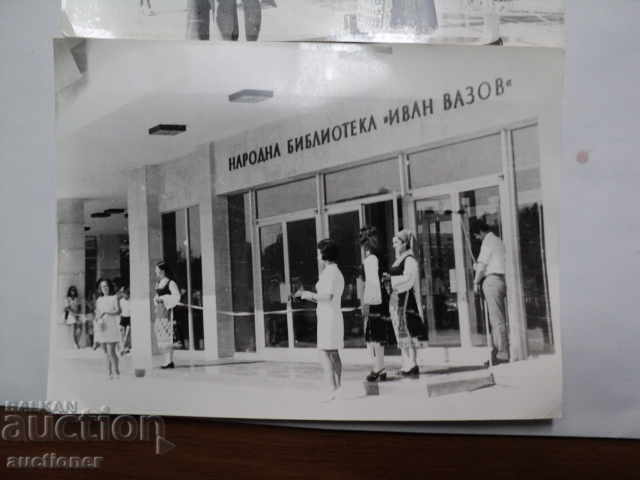 НАРОДНА БИБЛИОТЕКА „ИВАН ВАЗОВ“
BALKAN
auction
auctioner